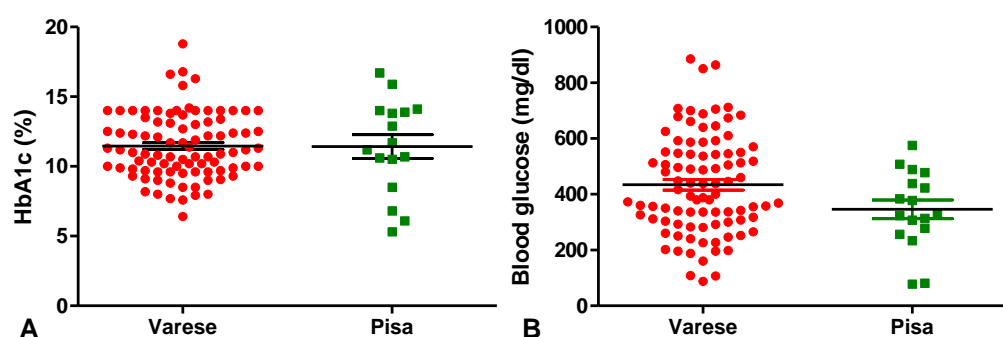 HbA1c (%)
20
15
10
5
0
Varese
Pisa
A
Blood glucose (mg/dl)
1000
800
600
400
200
0
Varese
Pisa
B